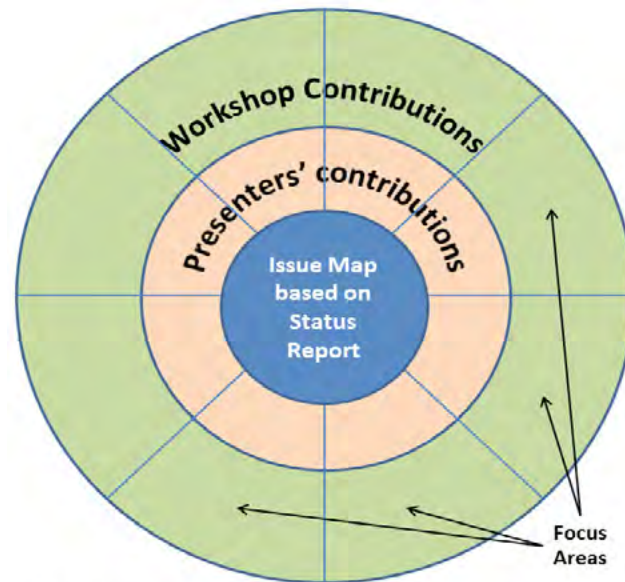 Workshop Contributions
Presenters' contributions
Issue Map
based on
Status
Report
Focus
Areas